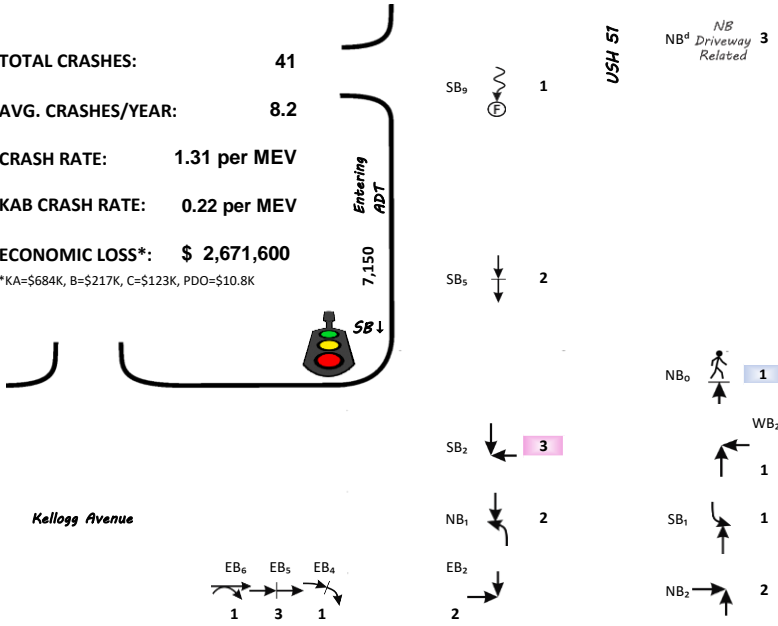 TOTAL CRASHES: 41
AVG. CRASHES/YEAR: 8.2
CRASH RATE: 1.31 per MEV
KAB CRASH RATE: 0.22 per MEV
ECONOMIC LOSS*: $ 2,671,600
*KA=$684K, B=$217K, C=$123K, PDO=$10.8K
Entering
ADT
7,150
SB↓
USH 51
NBᵈ NB
Driveway
Related
3
SB₉ F 1
SB₅ 2
NB₀ 1
WB₂
1
SB₂ 3
Kellogg Avenue
NB₁ 2
SB₁ 1
EB₆ EB₅ EB₄
1 3 1
EB₂
2
NB₂ 2